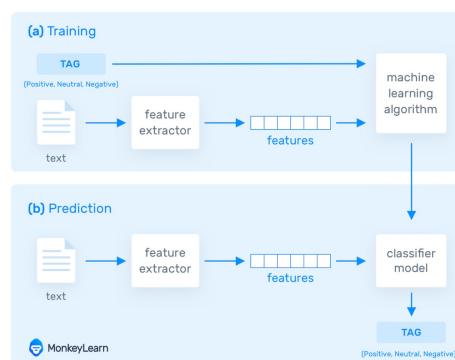 (a) Training
TAG
(Positive, Neutral, Negative)
text
feature
extractor
features
machine
learning
algorithm
(b) Prediction
text
feature
extractor
features
classifier
model
TAG
(Positive, Neutral, Negative)
MonkeyLearn